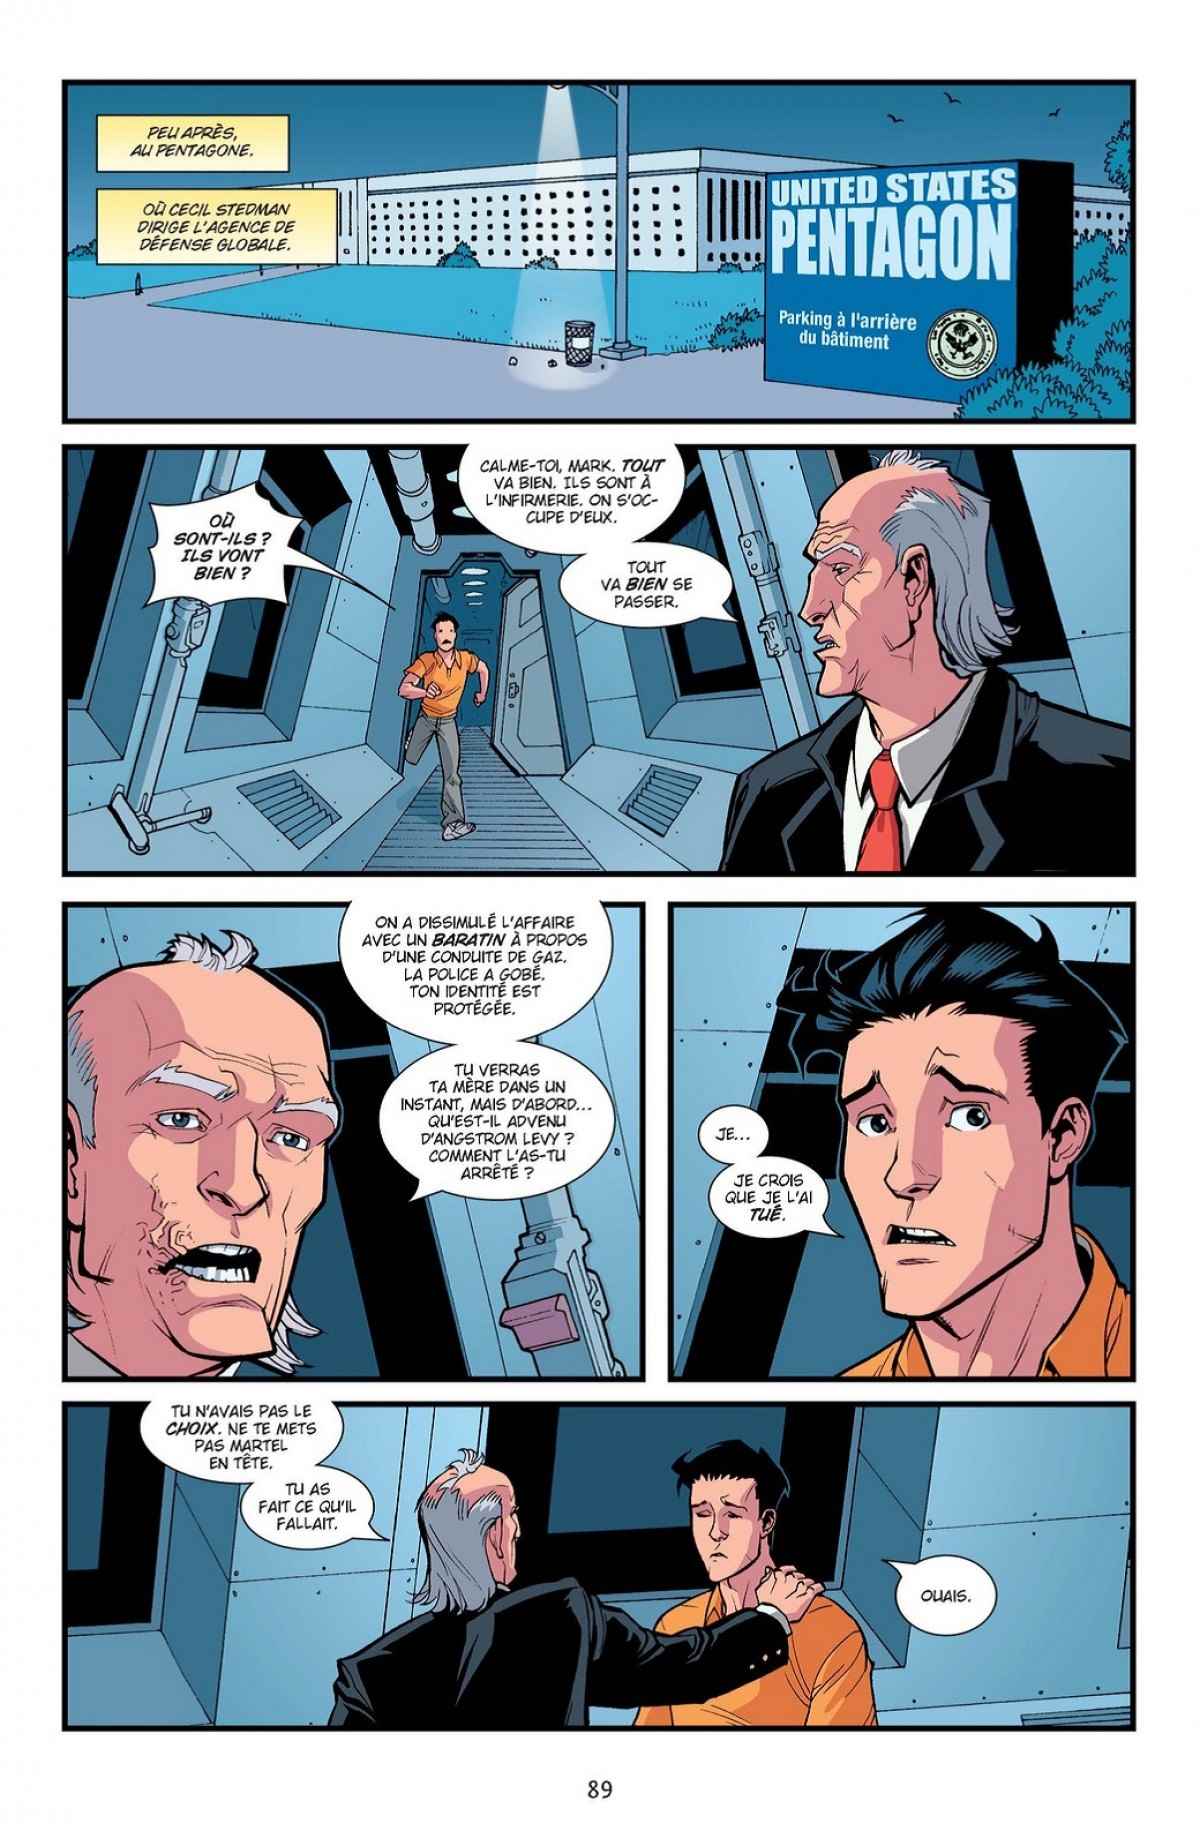 PEU APRÈS,
AU PENTAGONE.
OÙ CECIL STEDMAN
DIRIGE L'AGENCE DE
DÉFENSE GLOBALE.
UNITED STATES
PENTAGON
Parking à l'arrière
du bâtiment
OÙ
SONT-ILS ?
ILS VONT
BIEN ?
CALME-TOI, MARK. TOUT
VA BIEN. ILS SONT À
L'INFIRMERIE. ON S'OC-
CUPE D'EUX.
TOUT
VA BIEN SE
PASSER.
ON A DISSIMULÉ L'AFFAIRE
AVEC UN BARATIN À PROPOS
D'UNE CONDUITE DE GAZ.
LA POLICE A GOBÉ.
TON IDENTITÉ EST
PROTÉGÉE.
TU VERRAS
TA MÈRE DANS UN
INSTANT, MAIS D'ABORD...
QU'EST-IL ADVENU
D'ANGSTROM LEVY ?
COMMENT L'AS-TU
ARRÊTÉ ?
JE...
JE CROIS
QUE JE L'AI
TUÉ.
TU N'AVAIS PAS LE
CHOIX. NE TE METS
PAS MARTEL
EN TÊTE.
TU AS
FAIT CE QU'IL
FALLAIT.
OUAIS.
89